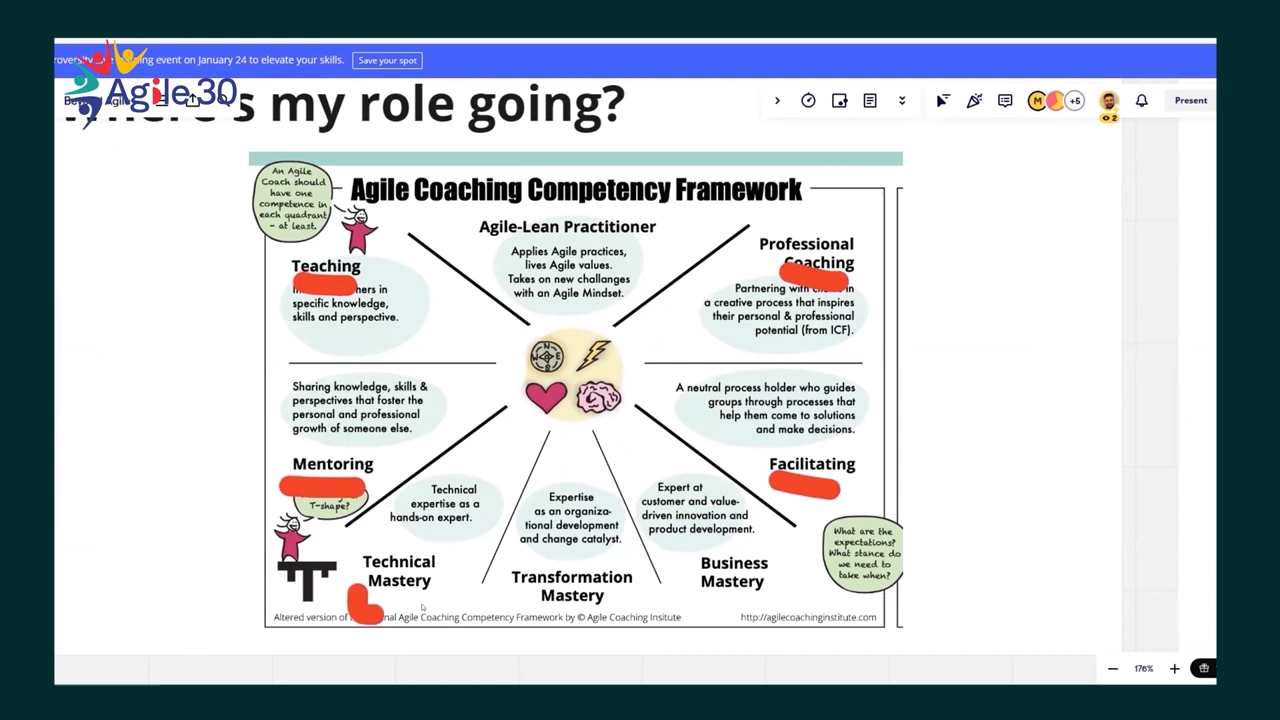 event on January 24 to elevate your skills.
Save your spot
Agile30
s my role going?
M
+5
2
Present
An Agile
Coach should
have one
competence in
each quadrant
- at least.
Agile Coaching Competency Framework
Agile-Lean Practitioner
Applies Agile practices,
lives Agile values.
Takes on new challenges
with an Agile Mindset.
Teaching
in
specific knowledge,
skills and perspective.
Professional
Coaching
Partnering with in
a creative process that inspires
their personal & professional
potential (from ICF).
N
W E
Sharing knowledge, skills &
perspectives that foster the
personal and professional
growth of someone else.
Mentoring
A neutral process holder who guides
groups through processes that
help them come to solutions
and make decisions.
Facilitating
T-shape?
Technical
expertise as a
hands-on expert.
Technical
Mastery
Expertise
as an organiza-
tional development
and change catalyst.
Transformation
Mastery
Expert at
customer and value-
driven innovation and
product development.
Business
Mastery
What are the
expectations?
What stance do
we need to
take when?
Altered version of Agile Coaching Competency Framework by © Agile Coaching Insitute
http://agilecoachinginstitute.com
176%